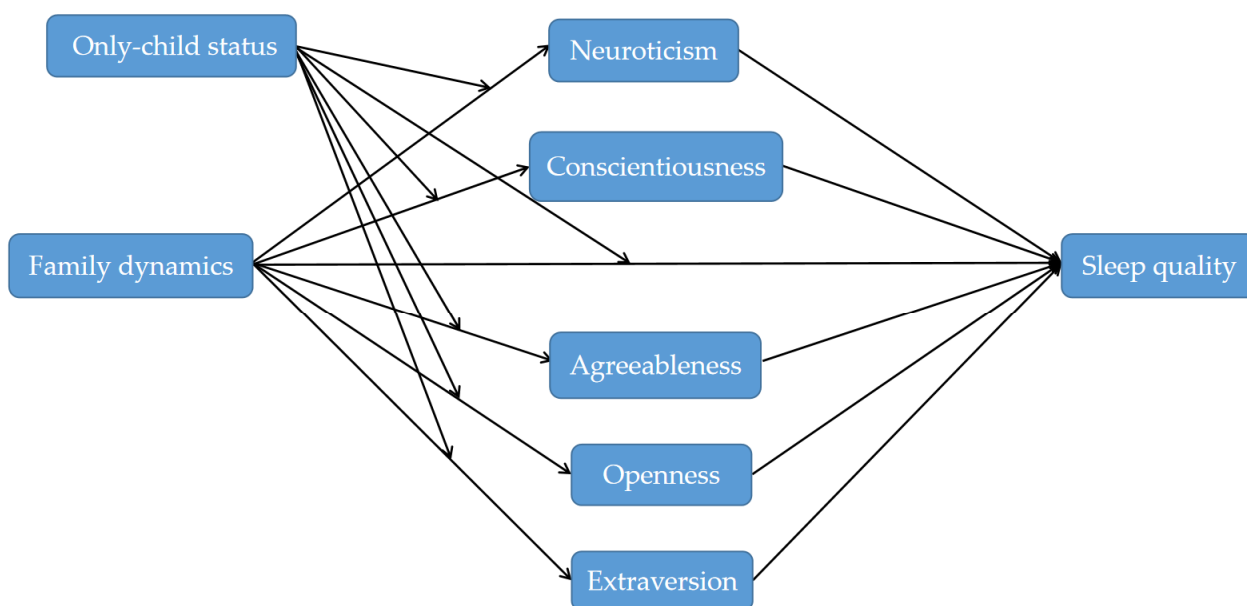 Only-child status
Neuroticism
Conscientiousness
Family dynamics
Sleep quality
Agreeableness
Openness
Extraversion